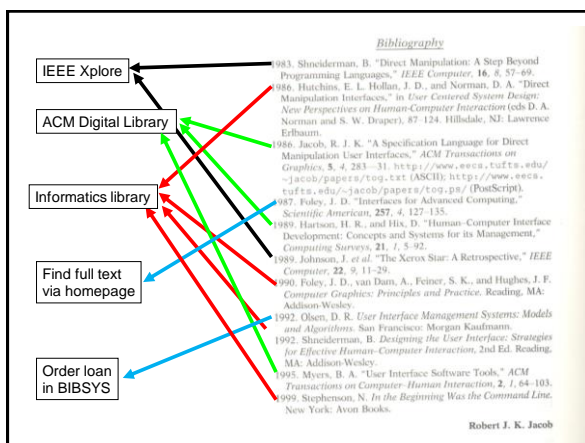 IEEE Xplore
ACM Digital Library
Informatics library
Find full text
via homepage
Order loan
in BIBSYS
Bibliography
1983. Shneiderman, B. "Direct Manipulation: A Step Beyond
Programming Languages," IEEE Computer, 16, 8, 57–69.
1986. Hutchins, E. L. Hollan, J. D., and Norman, D. A. "Direct
Manipulation Interfaces," in User Centered System Design:
New Perspectives on Human-Computer Interaction (eds D. A.
Norman and S. W. Draper), 87–124. Hillsdale, NJ: Lawrence
Erlbaum.
1986. Jacob, R. J. K. "A Specification Language for Direct
Manipulation User Interfaces," ACM Transactions on
Graphics, 5, 4, 283–31. http://www.eecs.tufts.edu/
~jacob/papers/tog.txt (ASCII); http://www.eecs.
tufts.edu/~jacob/papers/tog.ps/ (PostScript).
1987. Foley, J. D. "Interfaces for Advanced Computing,"
Scientific American, 257, 4, 127–135.
1989. Hartson, H. R., and Hix, D. "Human–Computer Interface
Development: Concepts and Systems for its Management,"
Computing Surveys, 21, 1, 5–92.
1989. Johnson, J. et al. "The Xerox Star: A Retrospective," IEEE
Computer, 22, 9, 11–29.
1990. Foley, J. D., van Dam, A., Feiner, S. K., and Hughes, J. F.
Computer Graphics: Principles and Practice. Reading, MA:
Addison-Wesley.
1992. Olsen, D. R. User Interface Management Systems: Models
and Algorithms. San Francisco: Morgan Kaufmann.
1992. Shneiderman, B. Designing the User Interface: Strategies
for Effective Human–Computer Interaction, 2nd Ed. Reading,
MA: Addison-Wesley.
1995. Myers, B. A. "User Interface Software Tools," ACM
Transactions on Computer–Human Interaction, 2, 1, 64–103.
1999. Stephenson, N. In the Beginning Was the Command Line.
New York: Avon Books.
Robert J. K. Jacob